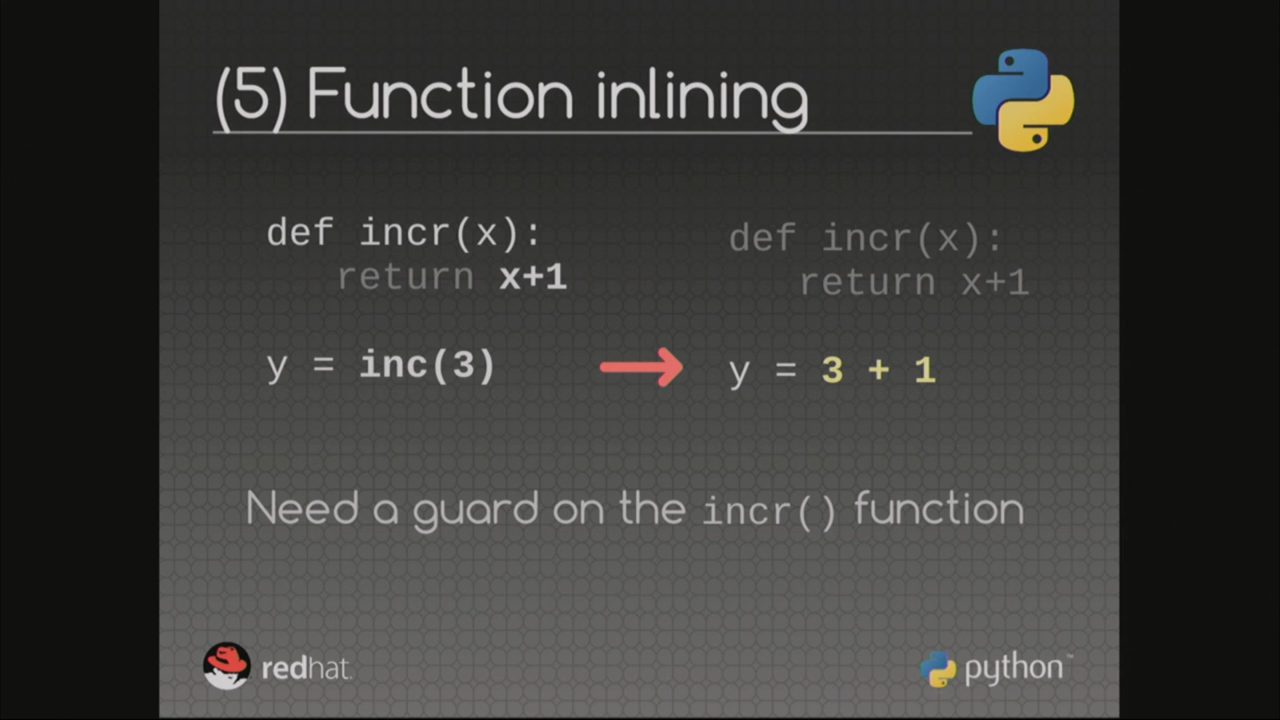 (5) Function inlining
def incr(x):
    return x+1
y = inc(3)
def incr(x):
    return x+1
y = 3 + 1
Need a guard on the incr() function
redhat.
python™